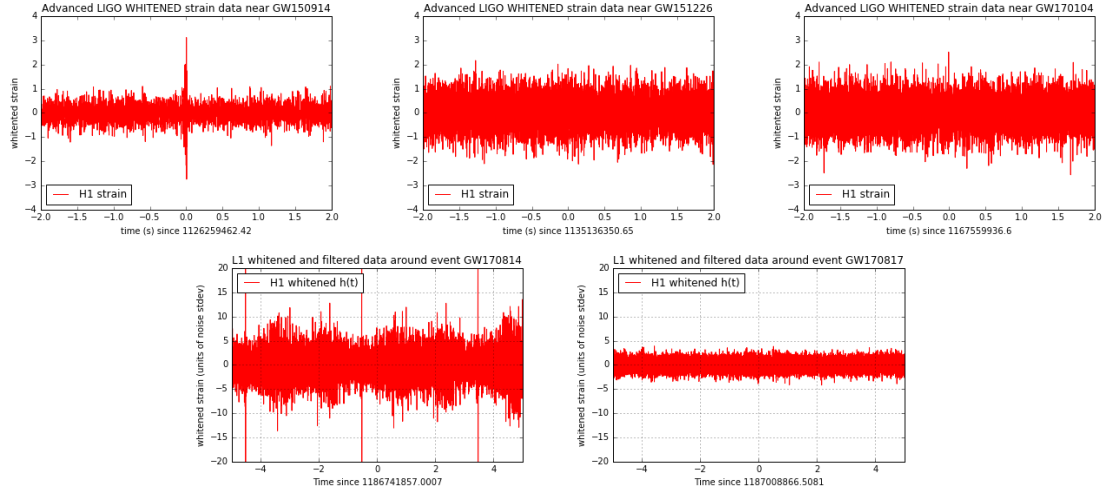 Advanced LIGO WHITENED strain data near GW150914
4
3
2
1
0
−1
−2
−3
−4
whitented strain
H1 strain
−2.0 −1.5 −1.0 −0.5 0.0 0.5 1.0 1.5 2.0
time (s) since 1126259462.42
Advanced LIGO WHITENED strain data near GW151226
4
3
2
1
0
−1
−2
−3
−4
whitented strain
H1 strain
−2.0 −1.5 −1.0 −0.5 0.0 0.5 1.0 1.5 2.0
time (s) since 1135136350.65
Advanced LIGO WHITENED strain data near GW170104
4
3
2
1
0
−1
−2
−3
−4
whitented strain
H1 strain
−2.0 −1.5 −1.0 −0.5 0.0 0.5 1.0 1.5 2.0
time (s) since 1167559936.6
L1 whitened and filtered data around event GW170814
20
15
10
5
0
−5
−10
−15
−20
whitened strain (units of noise stdev)
H1 whitened h(t)
−4 −2 0 2 4
Time since 1186741857.0007
L1 whitened and filtered data around event GW170817
20
15
10
5
0
−5
−10
−15
−20
whitened strain (units of noise stdev)
H1 whitened h(t)
−4 −2 0 2 4
Time since 1187008866.5081